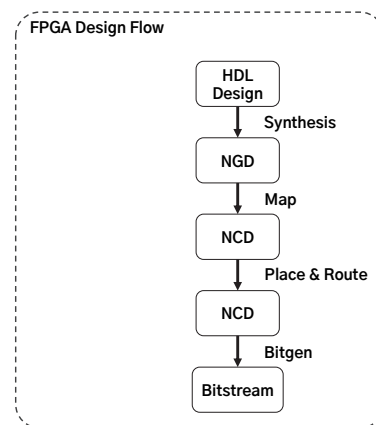 FPGA Design Flow
HDL
Design
Synthesis
NGD
Map
NCD
Place & Route
NCD
Bitgen
Bitstream